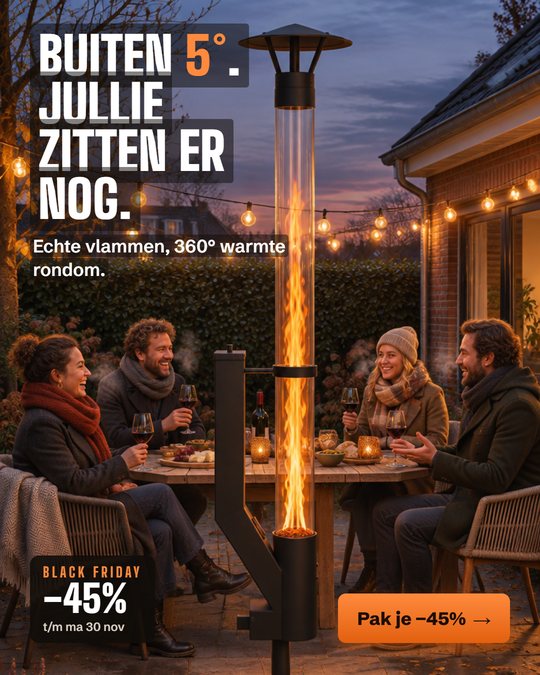 BUITEN 5°.
JULLIE
ZITTEN ER
NOG.
Echte vlammen, 360° warmte
rondom.
BLACK FRIDAY
−45%
t/m ma 30 nov
Pak je −45% →